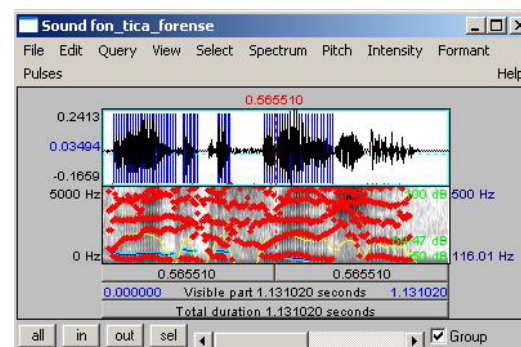 Sound fon_tica_forense
File Edit Query View Select Spectrum Pitch Intensity Formant
Pulses Help
0.565510
0.2413
0.03494
-0.1659
5000 Hz 100 dB 500 Hz
0 Hz 50 dB 116.01 Hz
0.565510 0.565510
0.000000 Visible part 1.131020 seconds 1.131020
Total duration 1.131020 seconds
all in out sel Group